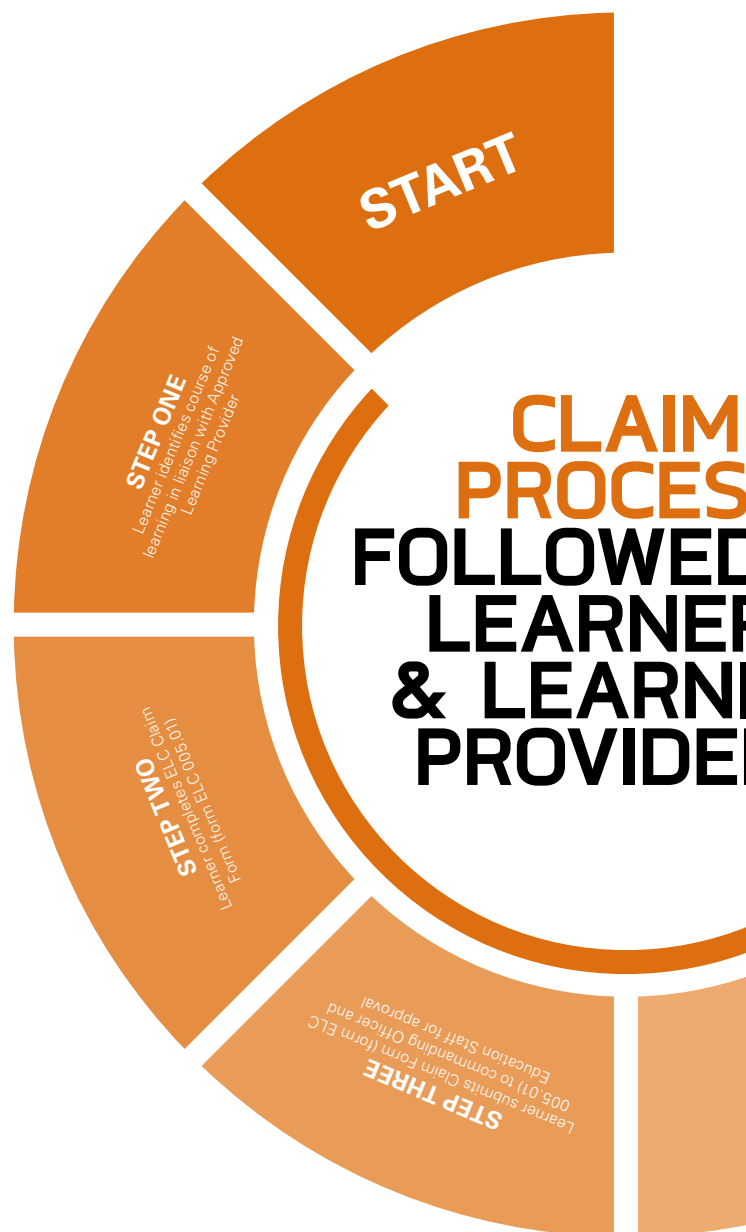 START
STEP ONE
Learner identifies course of
learning in liaison with Approved
Learning Provider
STEP TWO
Learner completes ELC Claim
Form (form ELC 005.01)
STEP THREE
Learner submits Claim Form (form ELC
005.01) to commanding Officer and
Education Staff for approval
CLAIM
PROCES
FOLLOWED
LEARNER
& LEARNI
PROVIDE